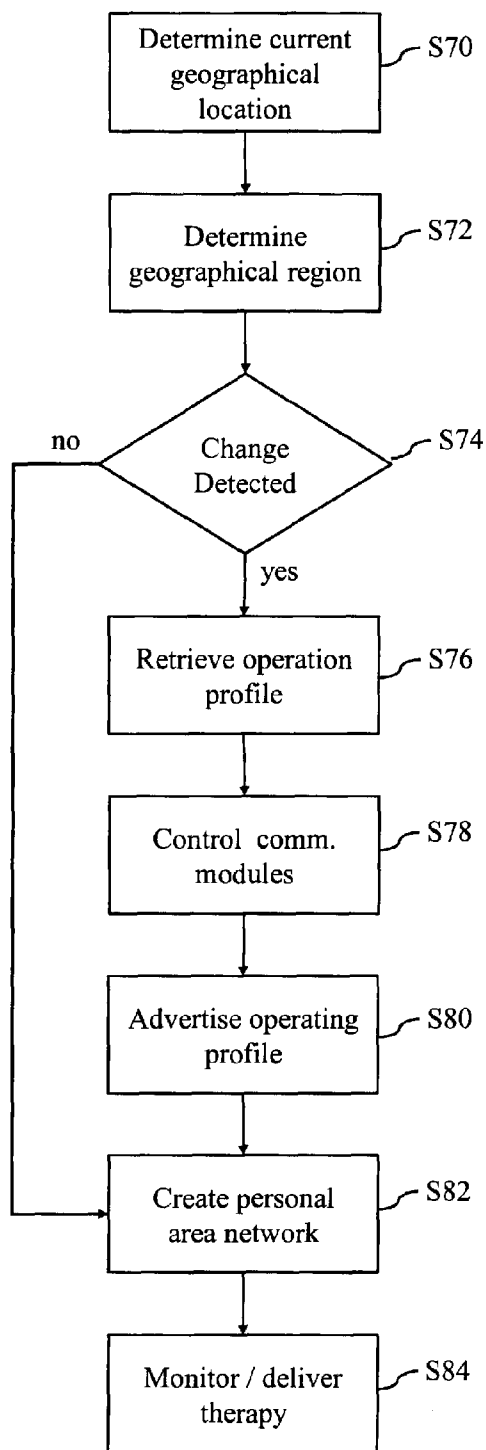 Determine current
geographical
location
S70
Determine
geographical region
S72
Change
Detected
S74
no
yes
Retrieve operation
profile
S76
Control comm.
modules
S78
Advertise operating
profile
S80
Create personal
area network
S82
Monitor / deliver
therapy
S84